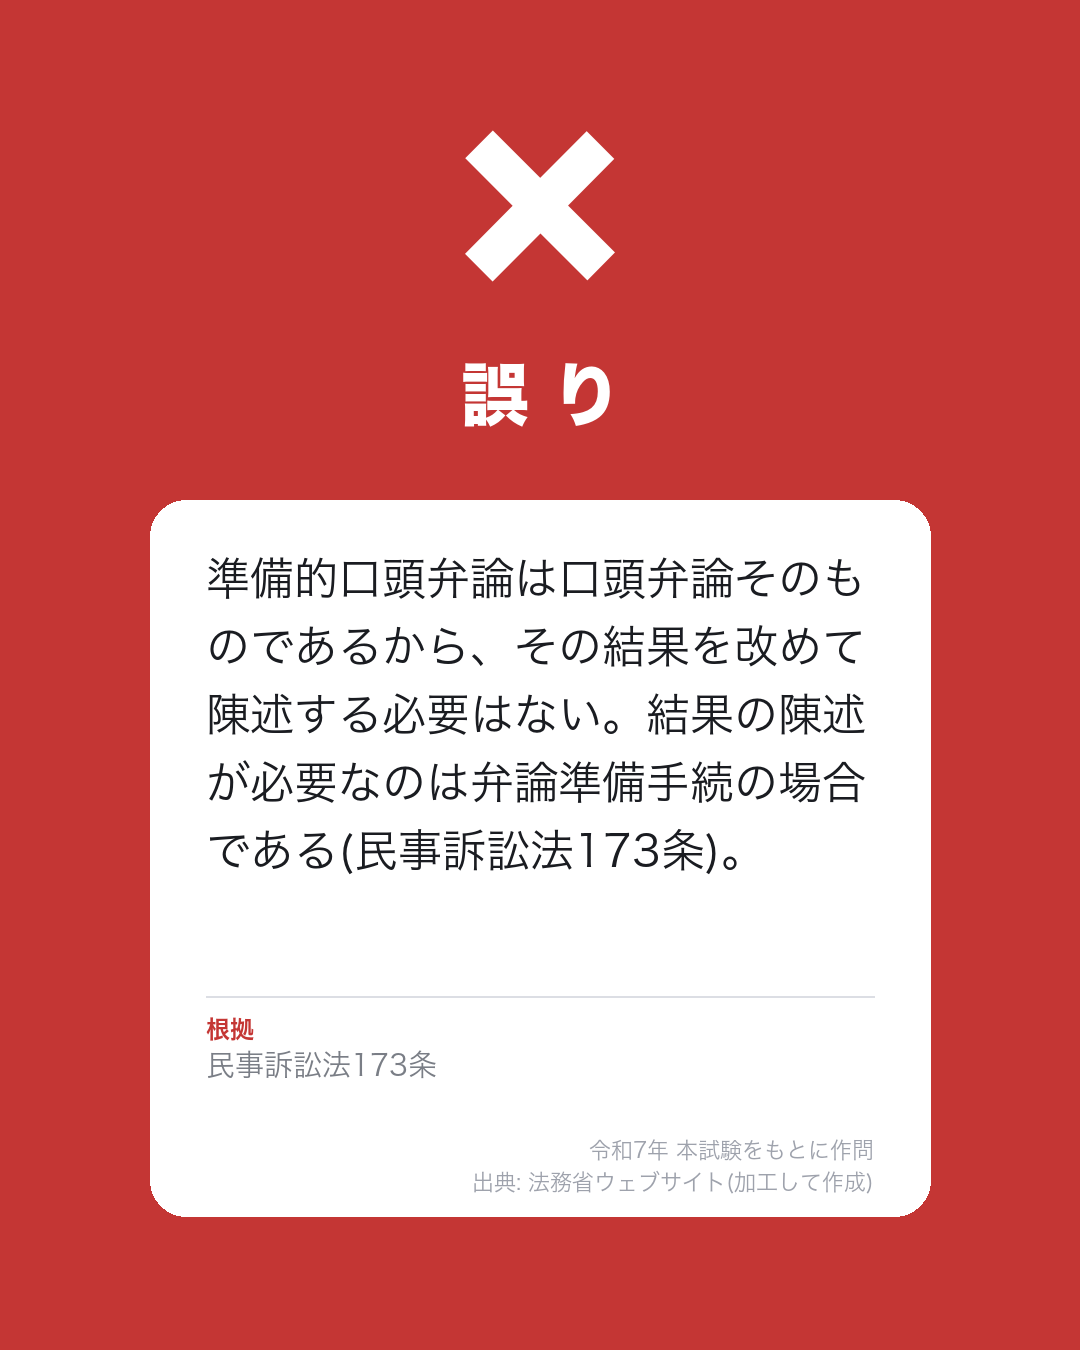 誤り
準備的口頭弁論は口頭弁論そのも
のであるから、その結果を改めて
陳述する必要はない。結果の陳述
が必要なのは弁論準備手続の場合
である(民事訴訟法173条)。
根拠
民事訴訟法173条
令和7年 本試験をもとに作問
出典: 法務省ウェブサイト(加工して作成)